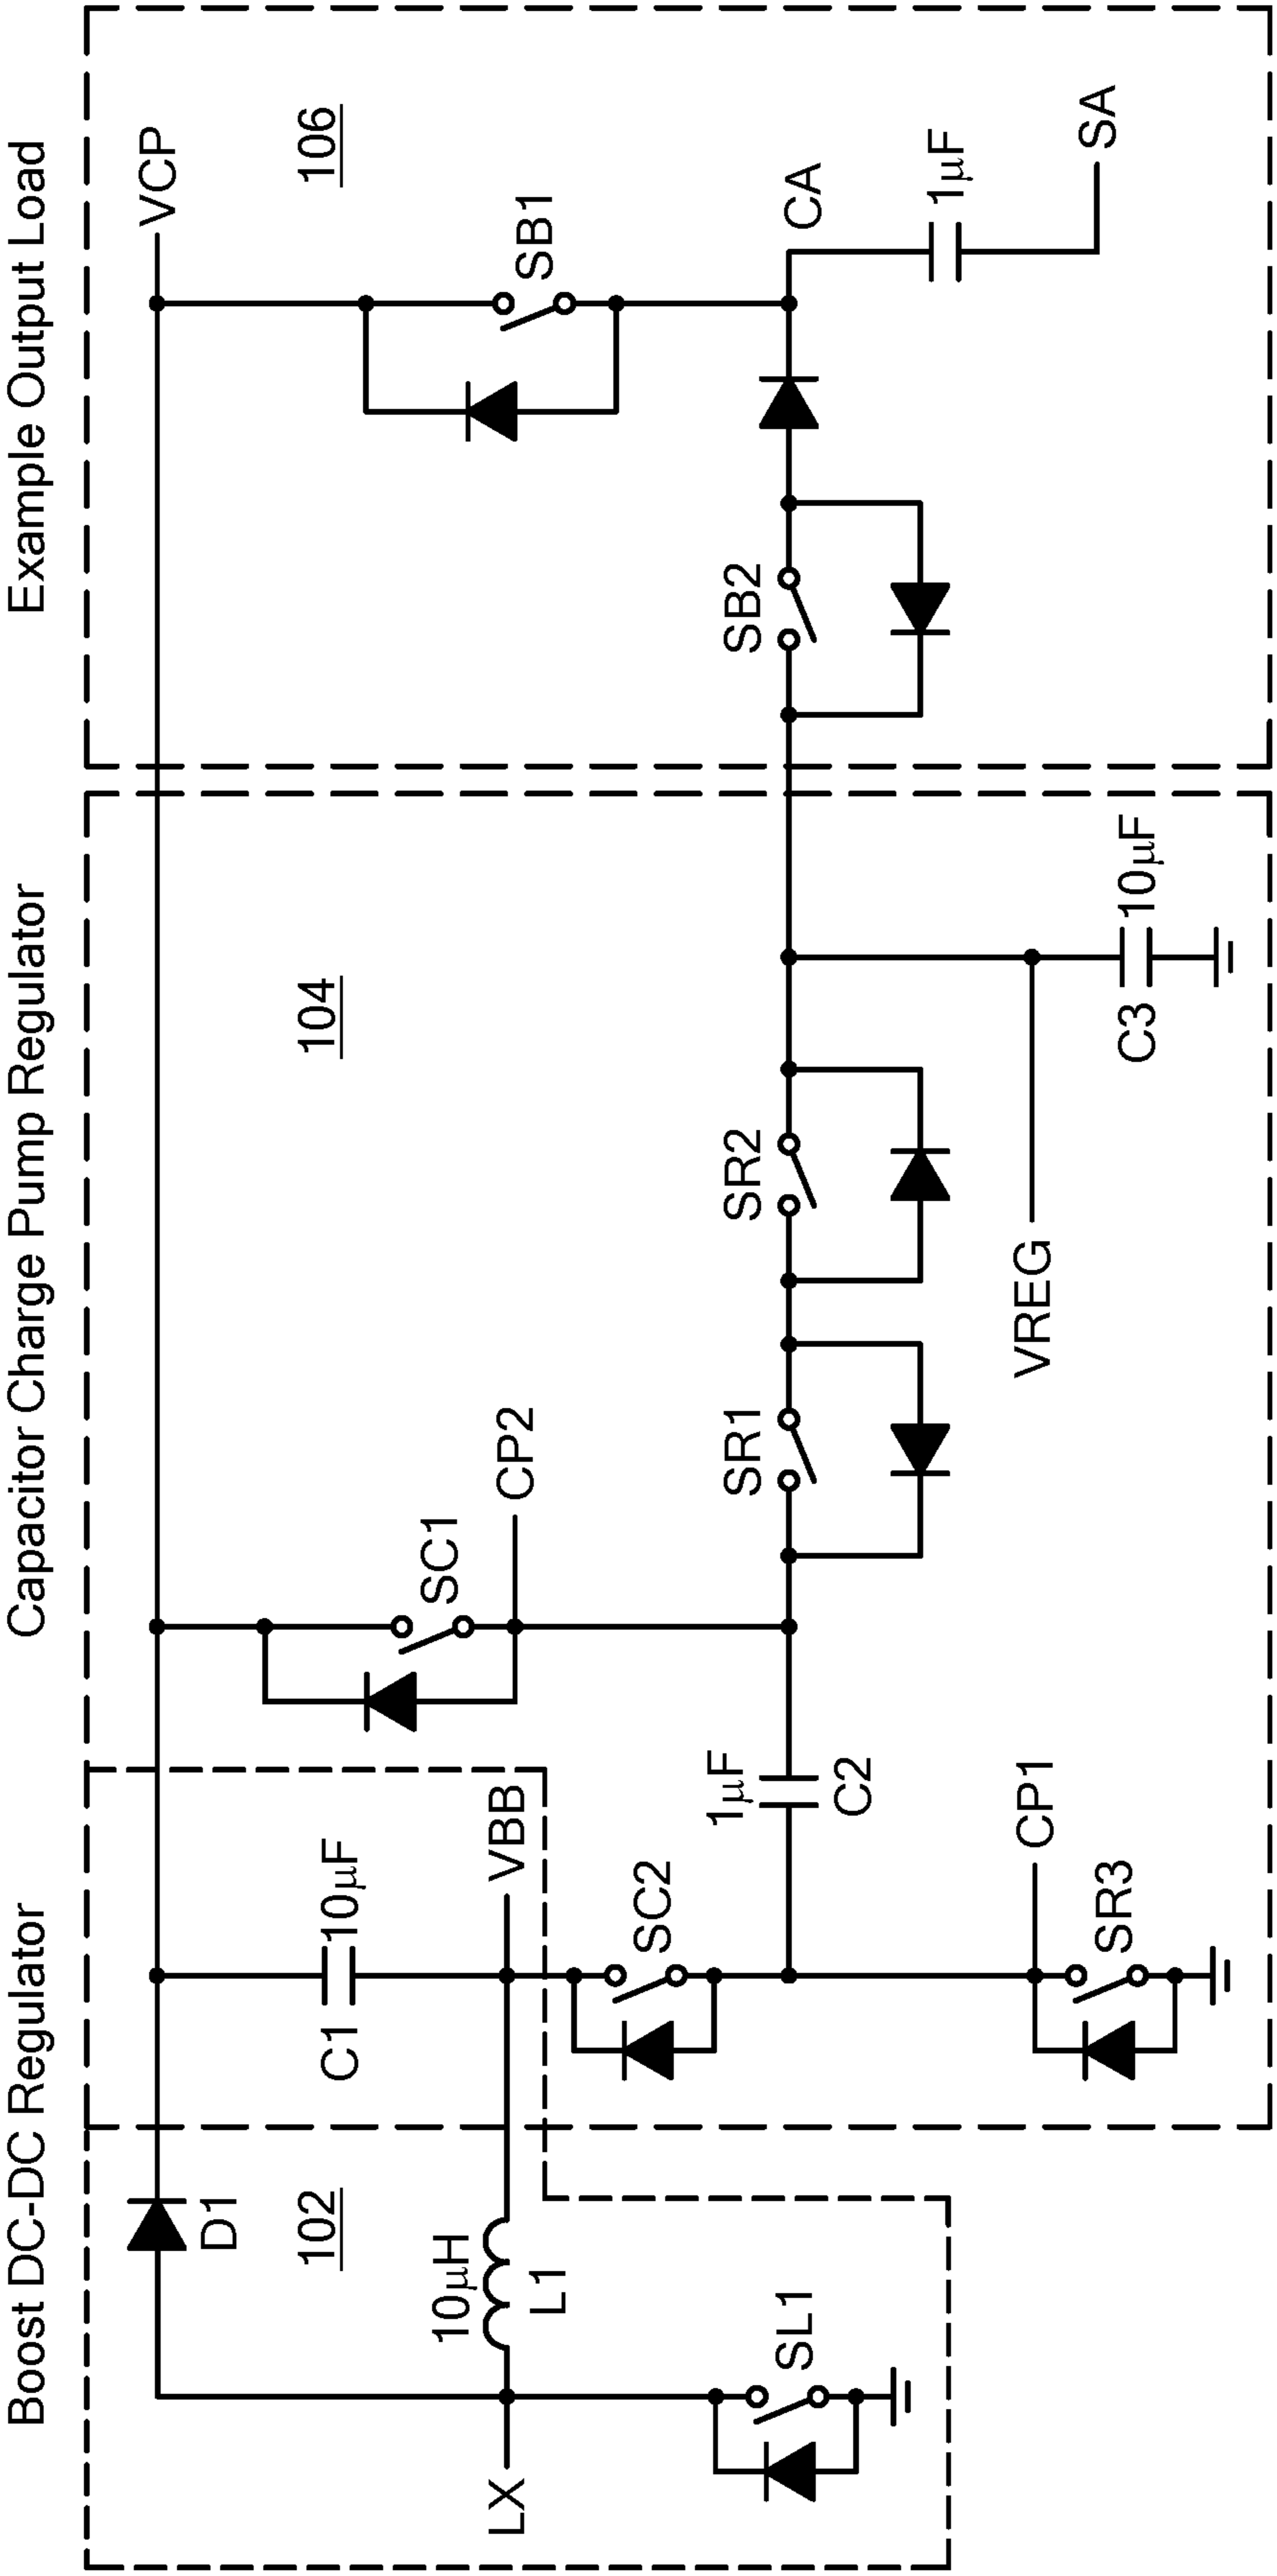 Boost DC-DC Regulator
Capacitor Charge Pump Regulator
Example Output Load
D1
102
10μH
L1
LX
SL1
C1
10μF
VBB
SC2
1μF
C2
CP1
SR3
SC1
CP2
104
SR1
SR2
VREG
C3
10μF
VCP
106
SB1
SB2
CA
1μF
SA